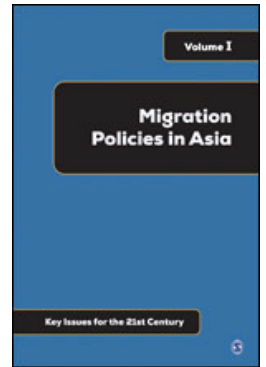 Volume I
Migration
Policies in Asia
Key Issues for the 21st Century